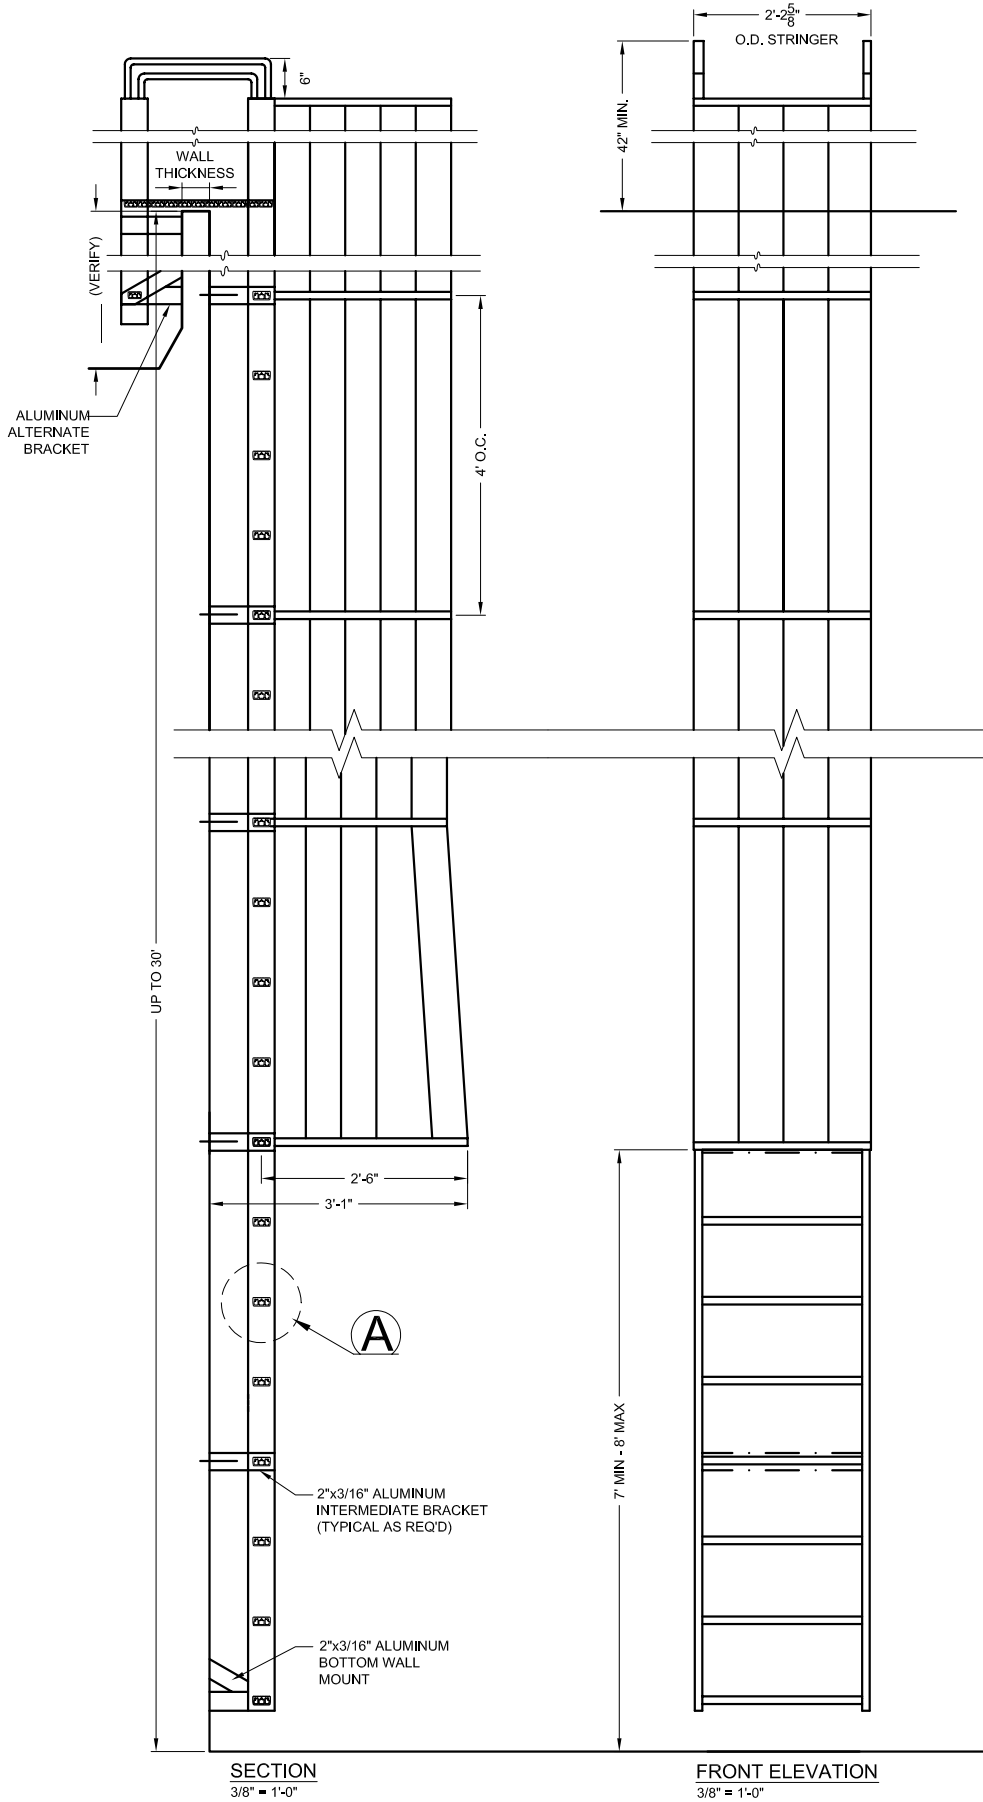 2'-2 5/8"
O.D. STRINGER
6"
42" MIN.
WALL
THICKNESS
(VERIFY)
ALUMINUM
ALTERNATE
BRACKET
4' O.C.
UP TO 30'
2'-6"
3'-1"
A
7' MIN - 8' MAX
2"x3/16" ALUMINUM
INTERMEDIATE BRACKET
(TYPICAL AS REQ'D)
2"x3/16" ALUMINUM
BOTTOM WALL
MOUNT
SECTION
3/8" = 1'-0"
FRONT ELEVATION
3/8" = 1'-0"